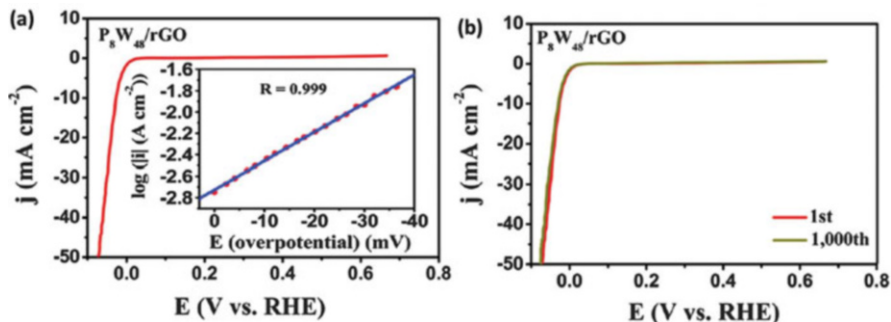 (a)
P₈W₄₈/rGO
10
0
-10
-20
-30
-40
-50
j (mA cm⁻²)
0.0
0.2
0.4
0.6
0.8
E (V vs. RHE)
R = 0.999
-1.6
-1.8
-2.0
-2.2
-2.4
-2.6
-2.8
log (|i| (A cm⁻²))
0
-10
-20
-30
-40
E (overpotential) (mV)
(b)
P₈W₄₈/rGO
10
0
-10
-20
-30
-40
-50
j (mA cm⁻²)
1st
1,000th
0.0
0.2
0.4
0.6
0.8
E (V vs. RHE)